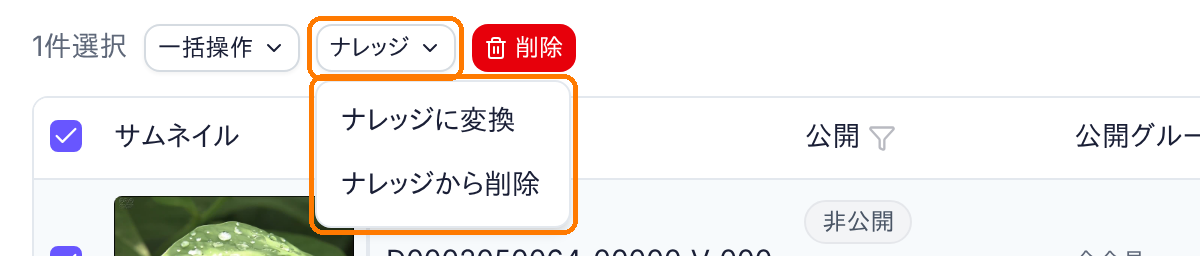 1件選択 一括操作 ナレッジ 削除
ナレッジに変換
サムネイル 公開 公開グルー
ナレッジから削除
非公開